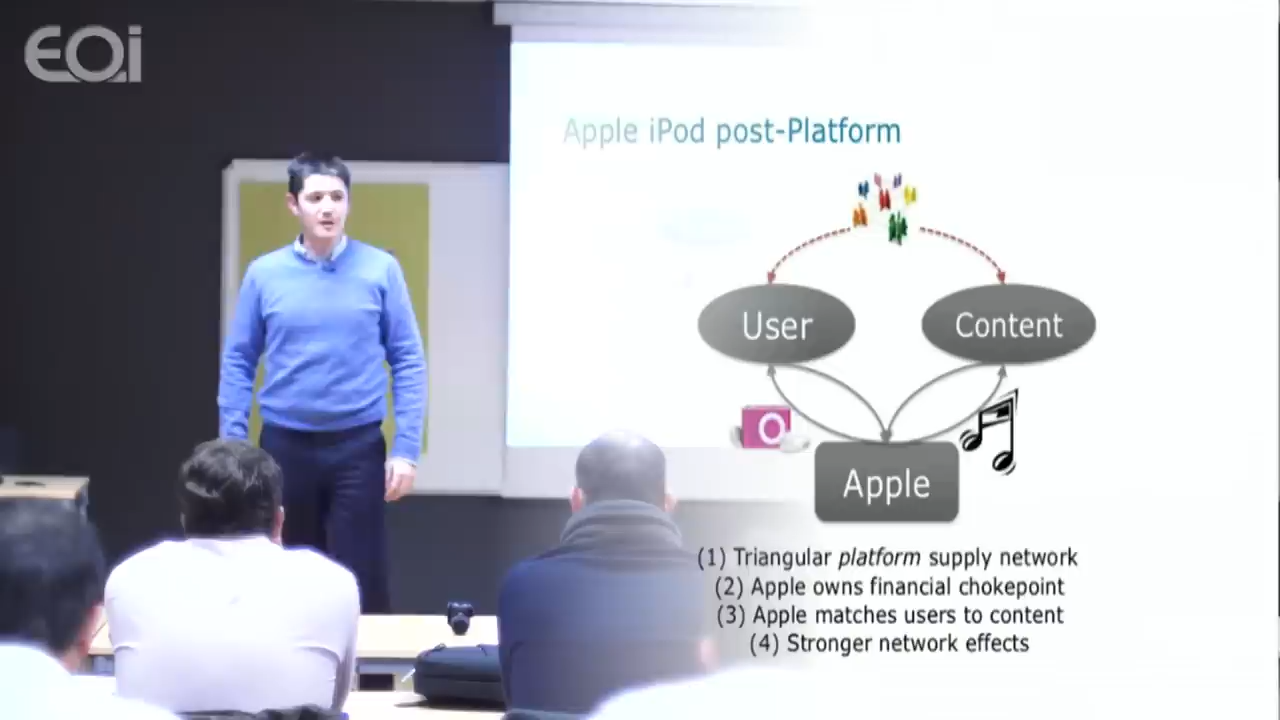 EOi
Apple iPod post-Platform
User
Content
Apple
(1) Triangular platform supply network
(2) Apple owns financial chokepoint
(3) Apple matches users to content
(4) Stronger network effects